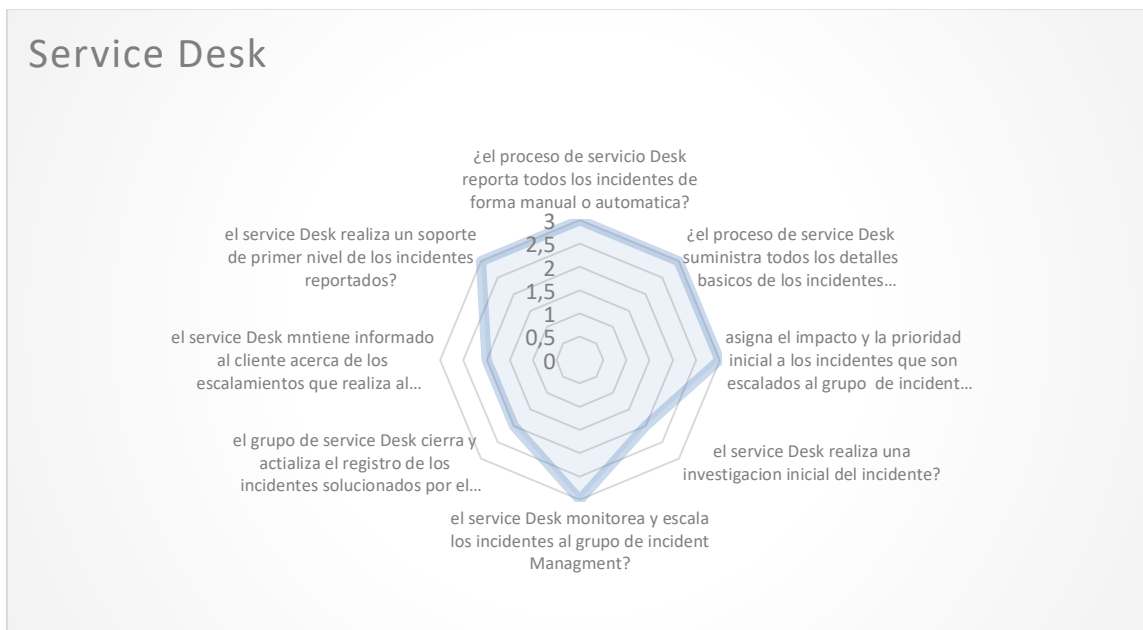 Service Desk
¿el proceso de servicio Desk
reporta todos los incidentes de
forma manual o automatica?
¿el proceso de service Desk
suministra todos los detalles
basicos de los incidentes…
asigna el impacto y la prioridad
inicial a los incidentes que son
escalados al grupo  de incident…
el service Desk realiza una
investigacion inicial del incidente?
el service Desk monitorea y escala
los incidentes al grupo de incident
Managment?
el grupo de service Desk cierra y
actializa el registro de los
incidentes solucionados por el…
el service Desk mntiene informado
al cliente acerca de los
escalamientos que realiza al…
el service Desk realiza un soporte
de primer nivel de los incidentes
reportados?
3
2,5
2
1,5
1
0,5
0